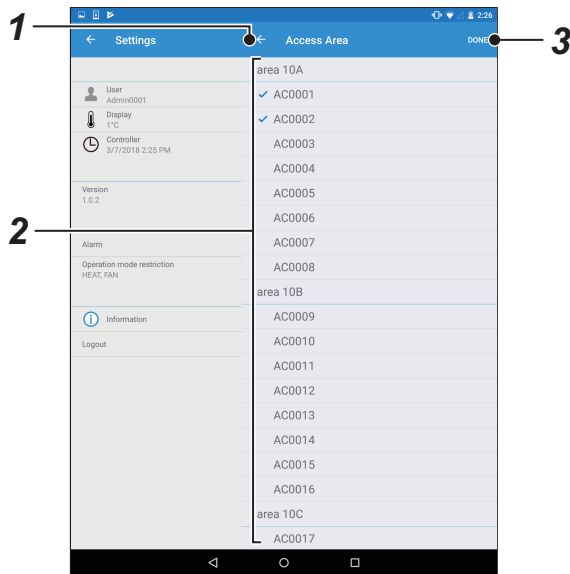 2:26
1
Settings
Access Area
DONE
3
User
Admin0001
Display
1°C
Controller
3/7/2018 2:25 PM
Version
1.0.2
2
Alarm
Operation mode restriction
HEAT, FAN
Information
Logout
area 10A
AC0001
AC0002
AC0003
AC0004
AC0005
AC0006
AC0007
AC0008
area 10B
AC0009
AC0010
AC0011
AC0012
AC0013
AC0014
AC0015
AC0016
area 10C
AC0017